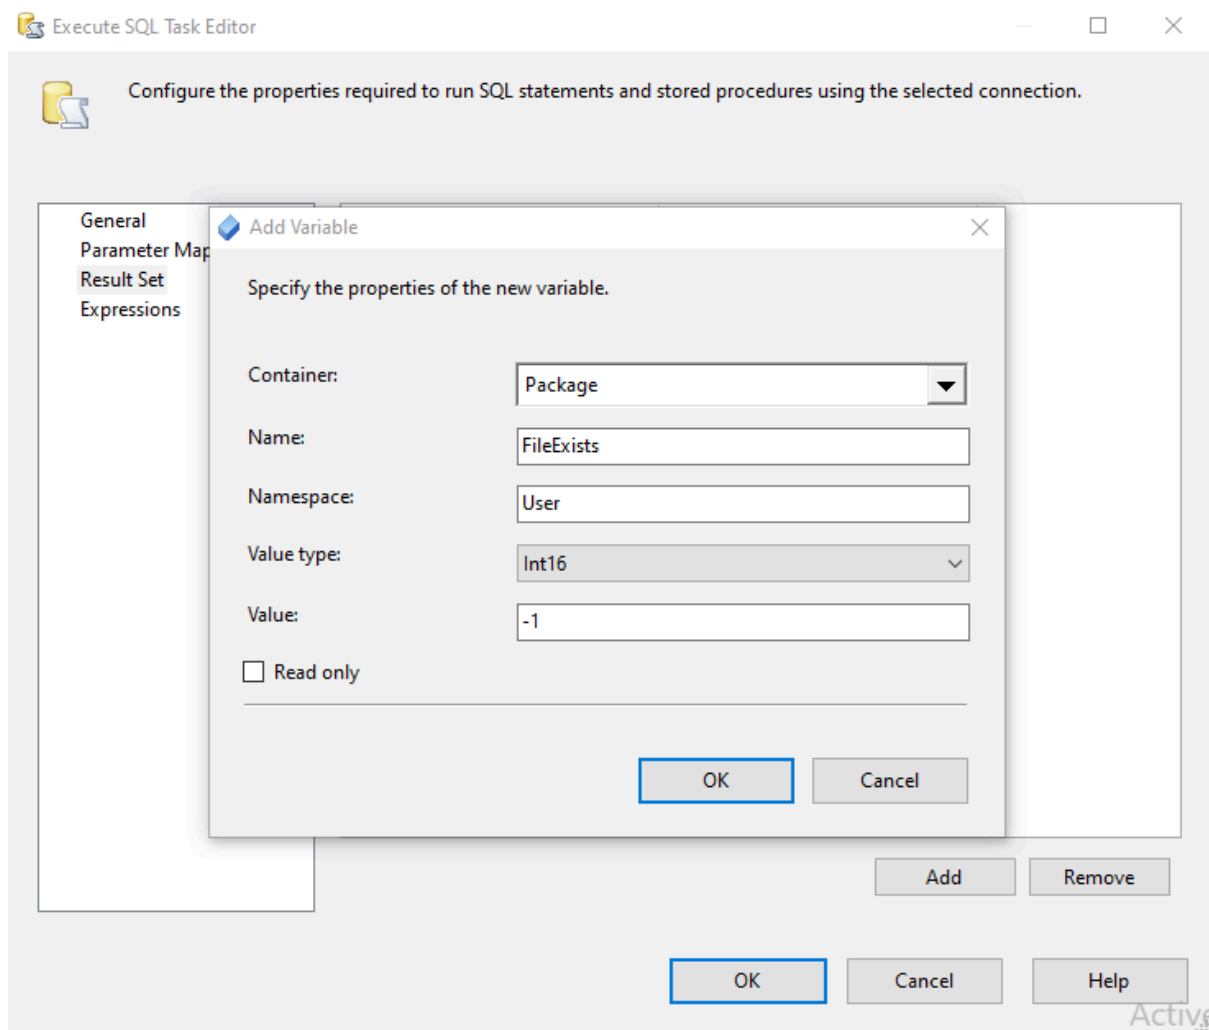 Execute SQL Task Editor
Configure the properties required to run SQL statements and stored procedures using the selected connection.
General
Parameter Map
Result Set
Expressions
Add Variable
Specify the properties of the new variable.
Container:
Package
Name:
FileExists
Namespace:
User
Value type:
Int16
Value:
-1
Read only
OK
Cancel
Add
Remove
OK
Cancel
Help